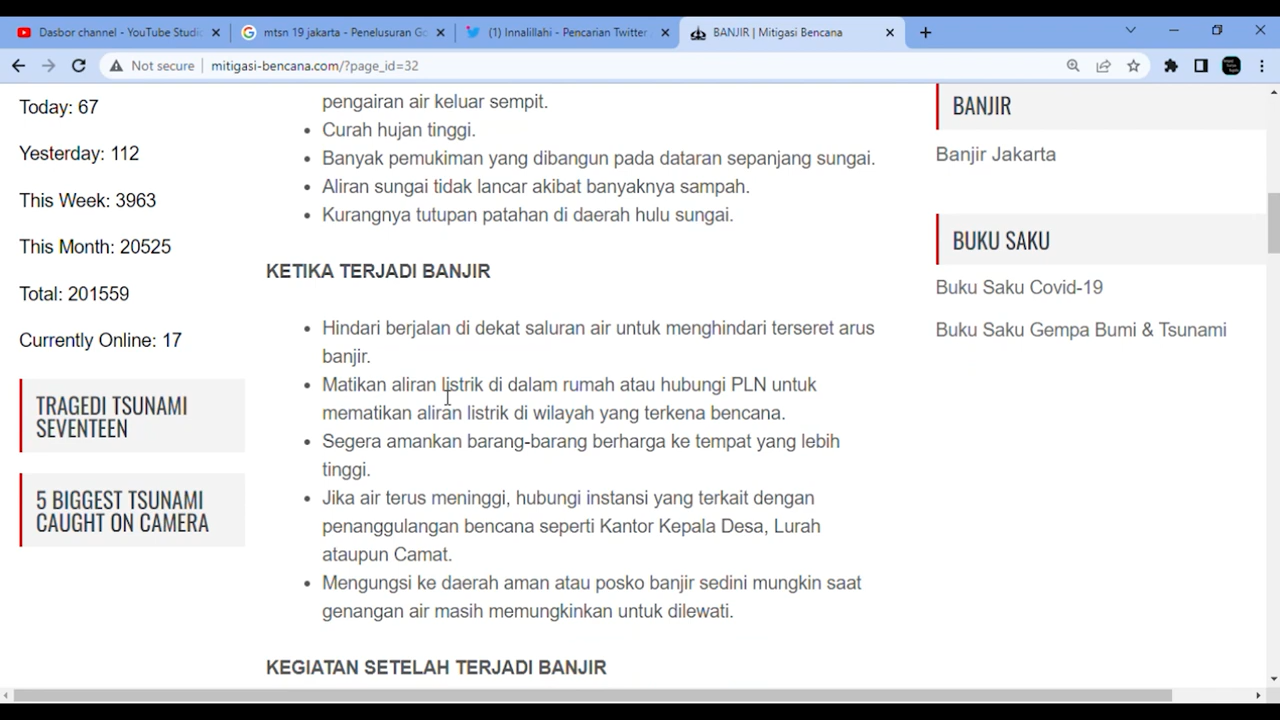 Dasbor channel - YouTube Studio
mtsn 19 jakarta - Penelusuran Go
(1) Innalillahi - Pencarian Twitter
BANJIR | Mitigasi Bencana
Not secure
mitigasi-bencana.com/?page_id=32
Today: 67
Yesterday: 112
This Week: 3963
This Month: 20525
Total: 201559
Currently Online: 17
TRAGEDI TSUNAMI
SEVENTEEN
5 BIGGEST TSUNAMI
CAUGHT ON CAMERA
pengairan air keluar sempit.
Curah hujan tinggi.
Banyak pemukiman yang dibangun pada dataran sepanjang sungai.
Aliran sungai tidak lancar akibat banyaknya sampah.
Kurangnya tutupan patahan di daerah hulu sungai.
KETIKA TERJADI BANJIR
Hindari berjalan di dekat saluran air untuk menghindari terseret arus
banjir.
Matikan aliran listrik di dalam rumah atau hubungi PLN untuk
mematikan aliran listrik di wilayah yang terkena bencana.
Segera amankan barang-barang berharga ke tempat yang lebih
tinggi.
Jika air terus meninggi, hubungi instansi yang terkait dengan
penanggulangan bencana seperti Kantor Kepala Desa, Lurah
ataupun Camat.
Mengungsi ke daerah aman atau posko banjir sedini mungkin saat
genangan air masih memungkinkan untuk dilewati.
KEGIATAN SETELAH TERJADI BANJIR
BANJIR
Banjir Jakarta
BUKU SAKU
Buku Saku Covid-19
Buku Saku Gempa Bumi & Tsunami